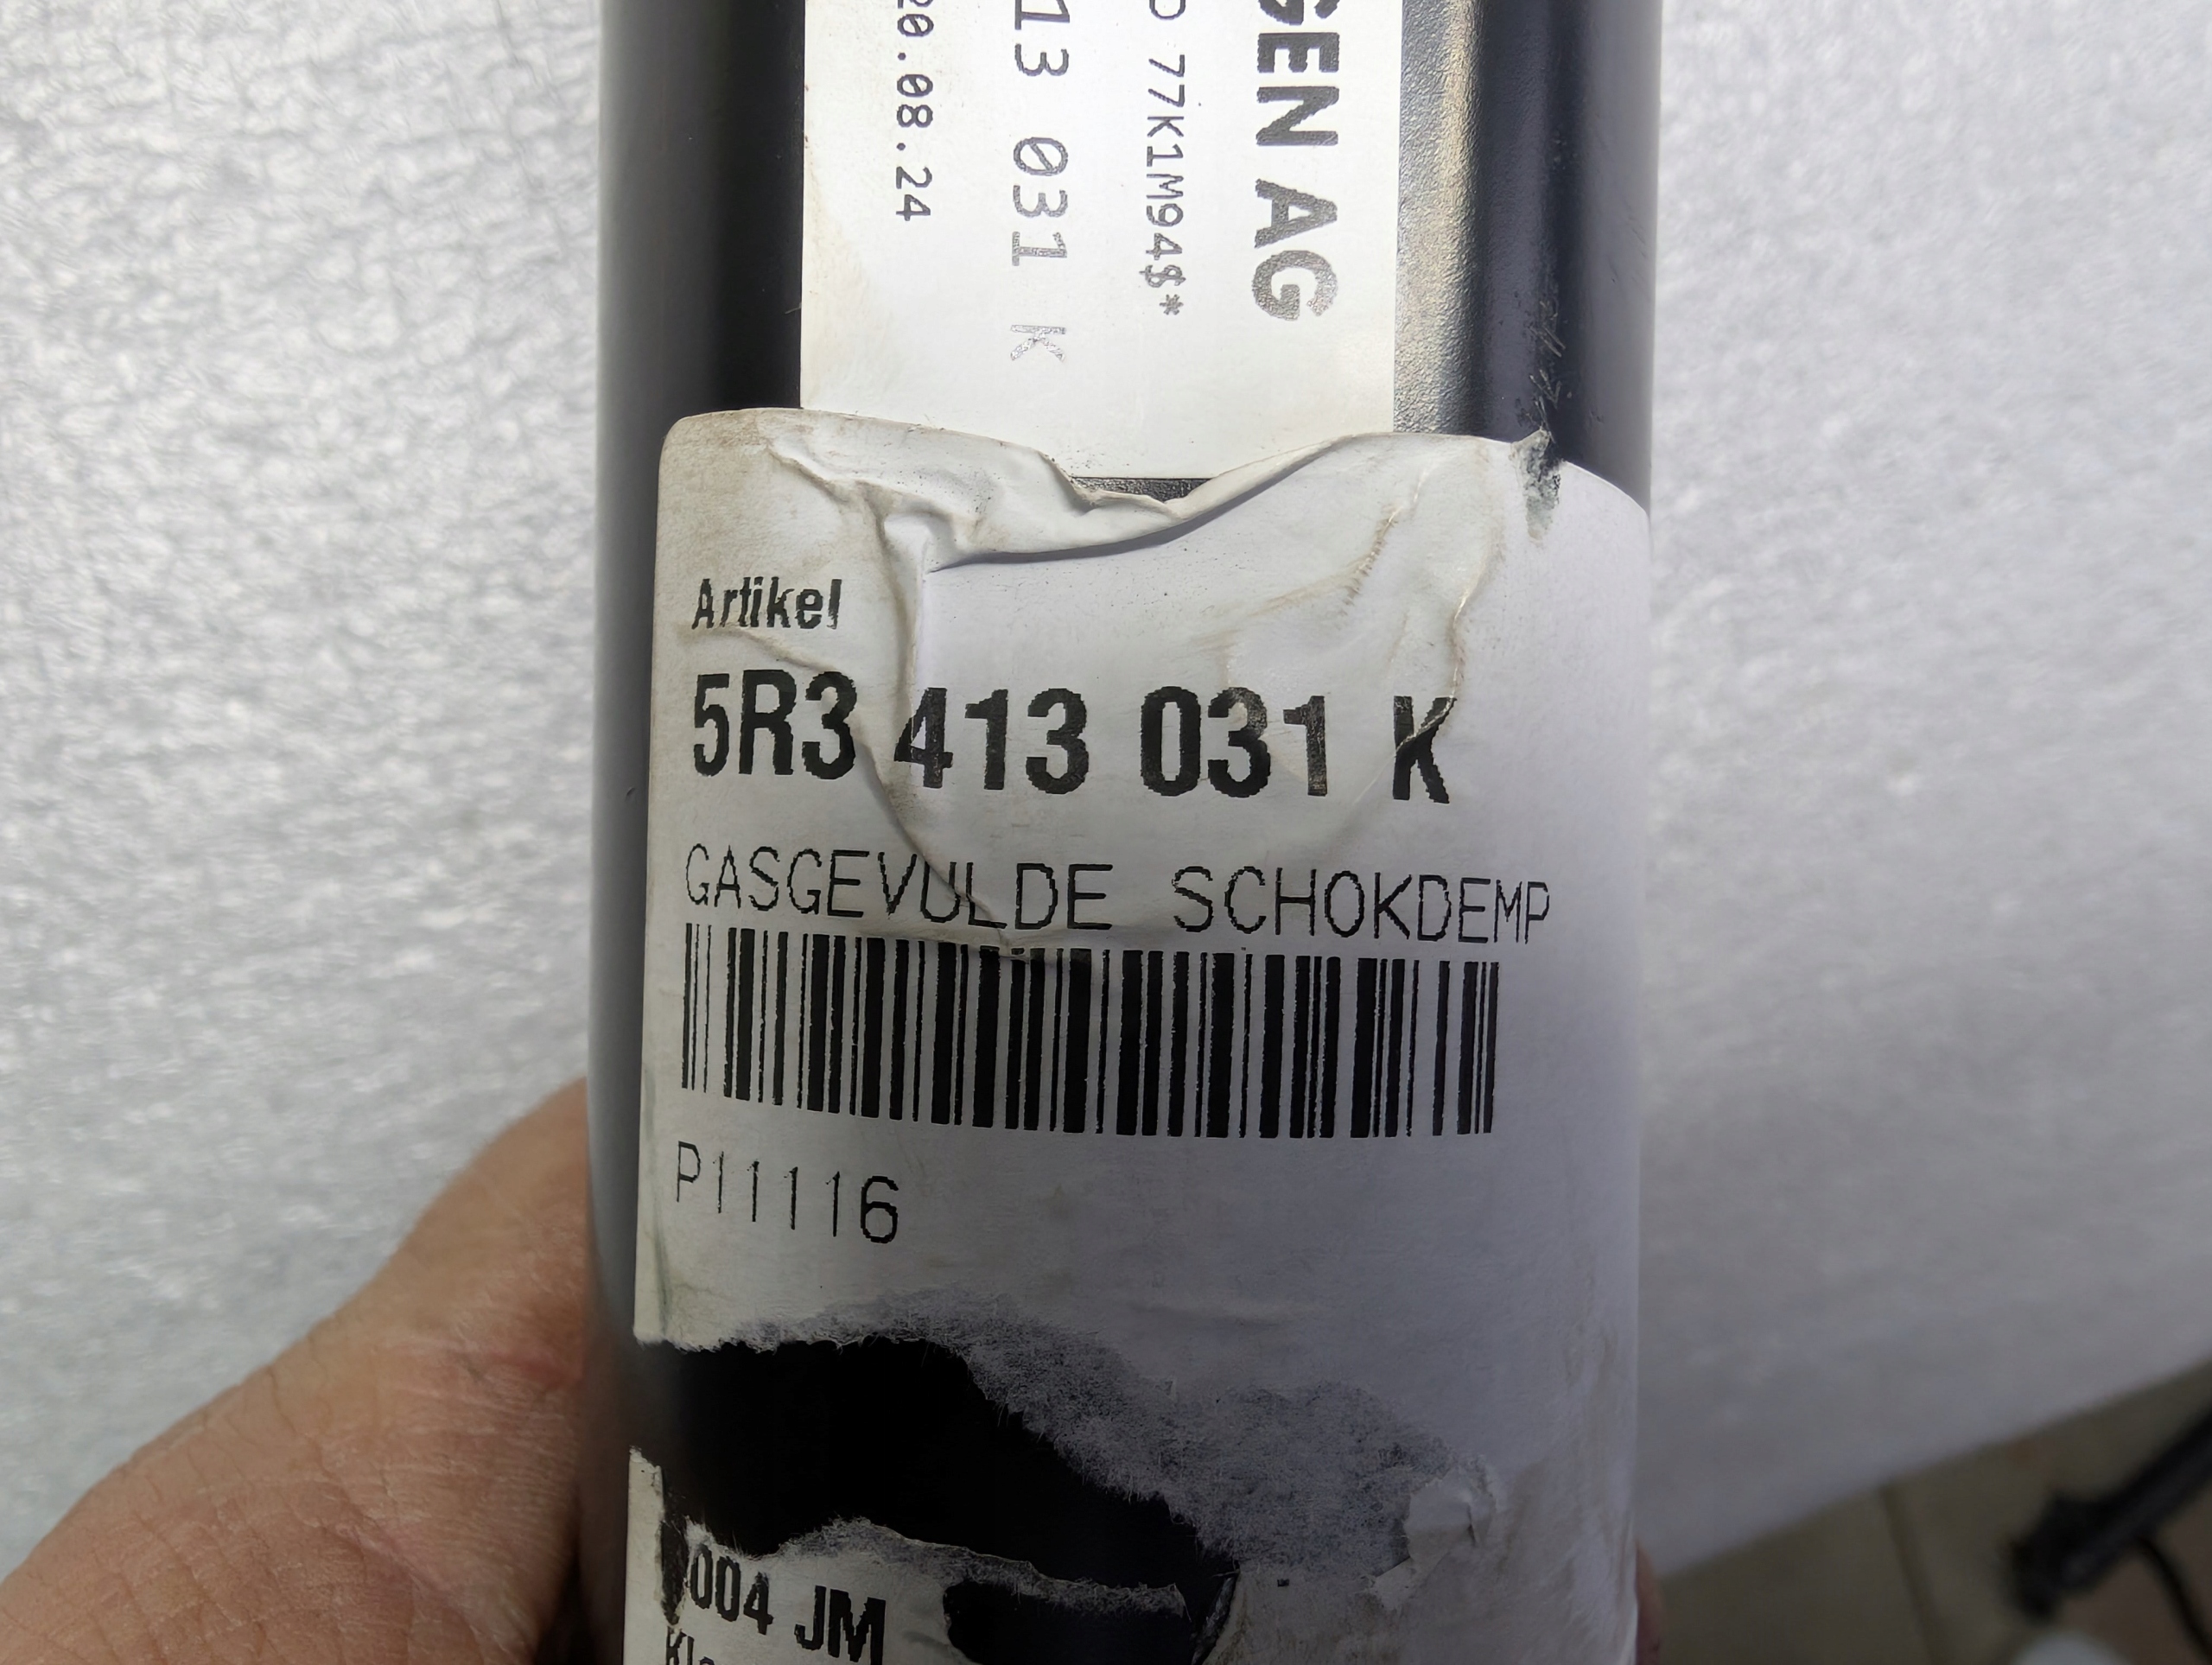 GEN AG
77K1M94$*
13 031 K
20.08.24
Artikel
5R3 413 031 K
GASGEVULDE SCHOKDEMP
P11116
004 JM